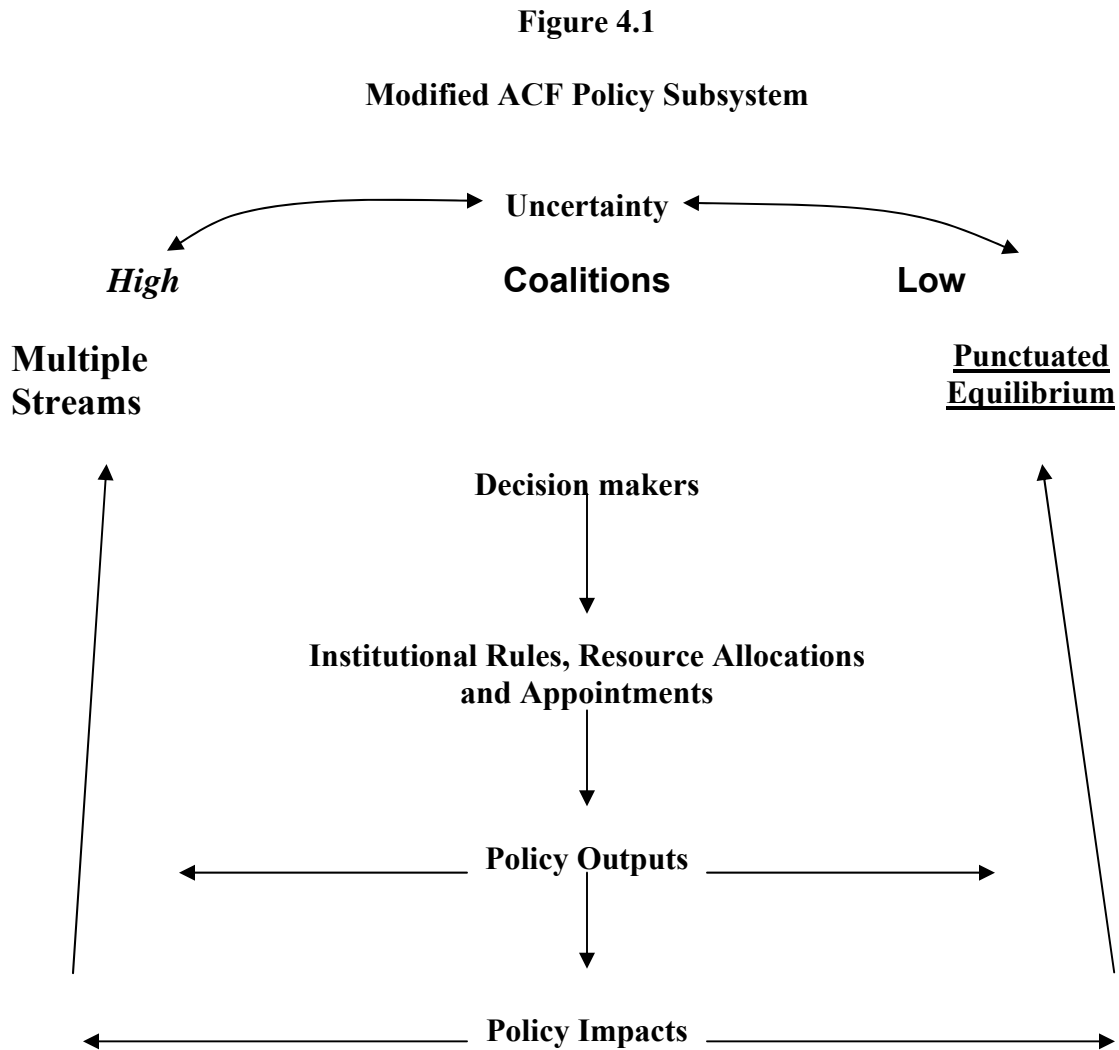 Figure 4.1
Modified ACF Policy Subsystem
Uncertainty
High Coalitions Low
Multiple
Streams
Punctuated
Equilibrium
Decision makers
Institutional Rules, Resource Allocations
and Appointments
Policy Outputs
Policy Impacts